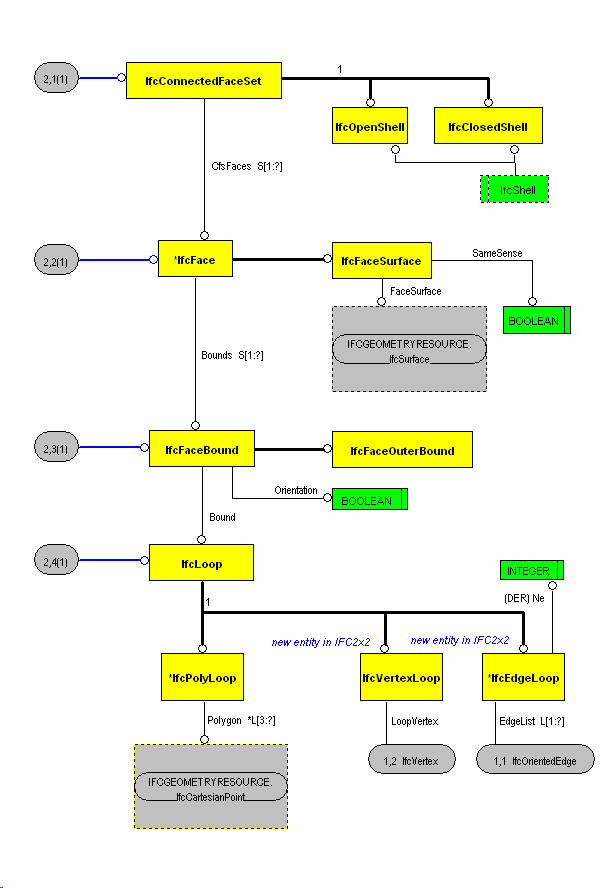 2,1(1)
IfcConnectedFaceSet
1
IfcOpenShell
IfcClosedShell
CfsFaces S[1:?]
IfcShell
2,2(1)
*IfcFace
IfcFaceSurface
SameSense
FaceSurface
BOOLEAN
IFCGEOMETRYRESOURCE.
IfcSurface
Bounds S[1:?]
2,3(1)
IfcFaceBound
IfcFaceOuterBound
Orientation
BOOLEAN
Bound
2,4(1)
IfcLoop
INTEGER
(DER) Ne
1
new entity in IFC2x2
new entity in IFC2x2
*IfcPolyLoop
IfcVertexLoop
*IfcEdgeLoop
Polygon *L[3:?]
LoopVertex
EdgeList L[1:?]
1,2 IfcVertex
1,1 IfcOrientedEdge
IFCGEOMETRYRESOURCE.
IfcCartesianPoint